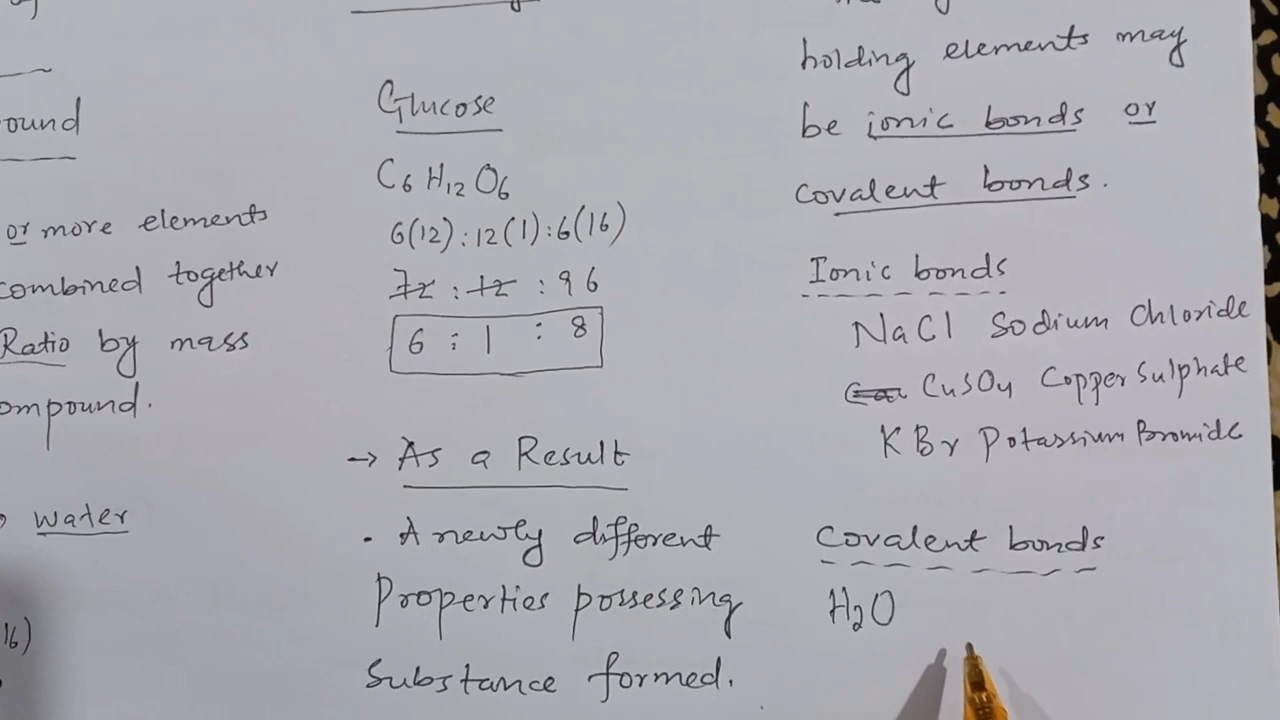 ound
or more elements
combined together
Ratio by mass
ompound.
water
16)
Glucose
C6 H12 O6
6(12) : 12(1) : 6(16)
72 : 12 : 96
6 : 1 : 8
→ As a Result
. A newly different
Properties possessing
Substance formed.
holding elements may
be ionic bonds or
covalent bonds.
Ionic bonds
NaCl Sodium Chloride
CuSO4 Copper Sulphate
KBr Potassium Bromide
Covalent bonds
H2O